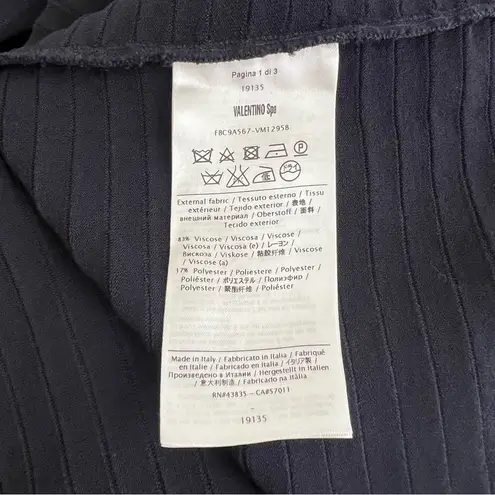 Pagina 1 di 3
19135
VALENTINO Spa
FBC9A567-VM12958
P
ドライ
External fabric / Tessuto esterno / Tissu
extérieur / Tejido exterior / 表地 /
внешний материал / Oberstoff / 面料 /
Tecido exterior
83% Viscose / Viscosa / Viscose /
Viscosa / Viscosa (e) / レーヨン /
Вискоза / Viskose / 粘胶纤维 / Viscose
/ Viscose (a)
17% Polyester / Poliestere / Polyester /
Poliéster / ポリエステル / Полиэфир /
Polyester / 聚酯纤维 / Poliéster
Made in Italy / Fabbricato in Italia / Fabriqué
en Italie / Fabricado en Italia / イタリア製 /
Произведено в Италии / Hergestellt in Italien
/ 意大利制造 / Fabricado na Itália
RN#43835 - CA#57011
-
19135